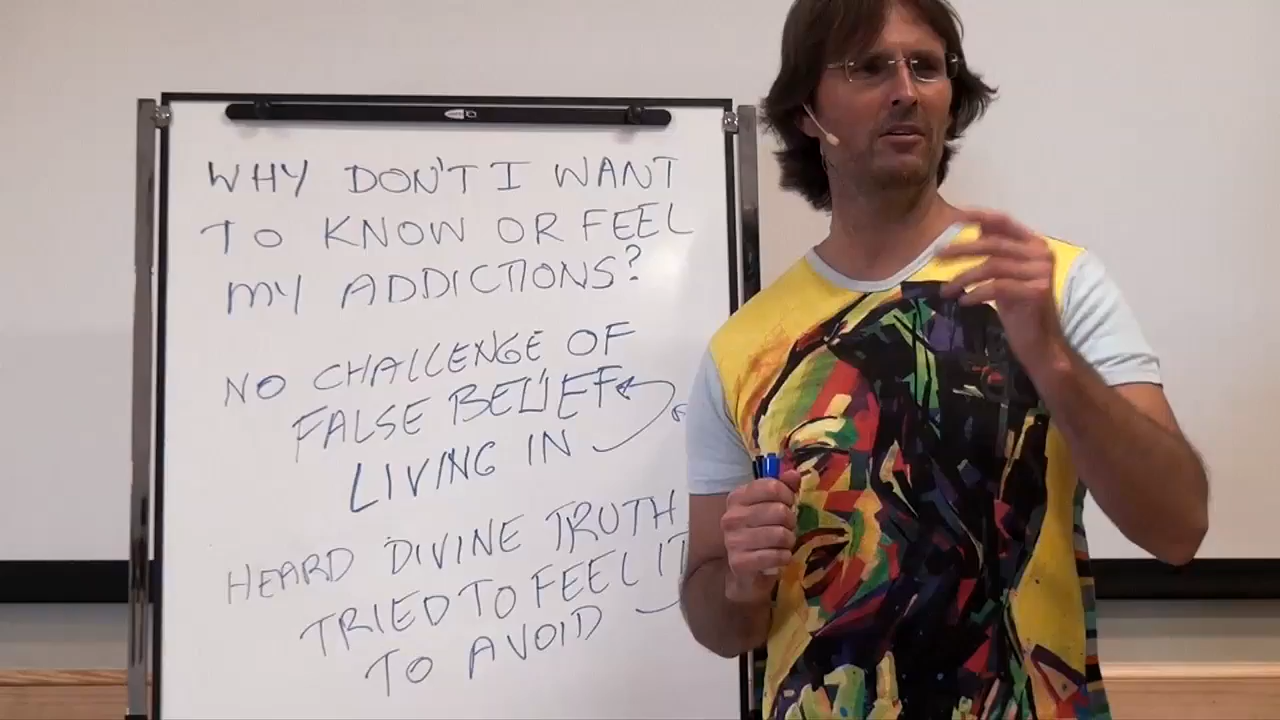 WHY DON'T I WANT
TO KNOW OR FEEL
MY ADDICTIONS?
NO CHALLENGE OF
FALSE BELIEF
LIVING IN
HEARD DIVINE TRUTH
TRIED TO FEEL IT
TO AVOID